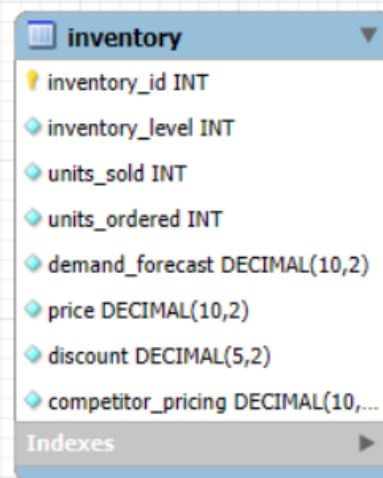 inventory
inventory_id INT
inventory_level INT
units_sold INT
units_ordered INT
demand_forecast DECIMAL(10,2)
price DECIMAL(10,2)
discount DECIMAL(5,2)
competitor_pricing DECIMAL(10,...
Indexes